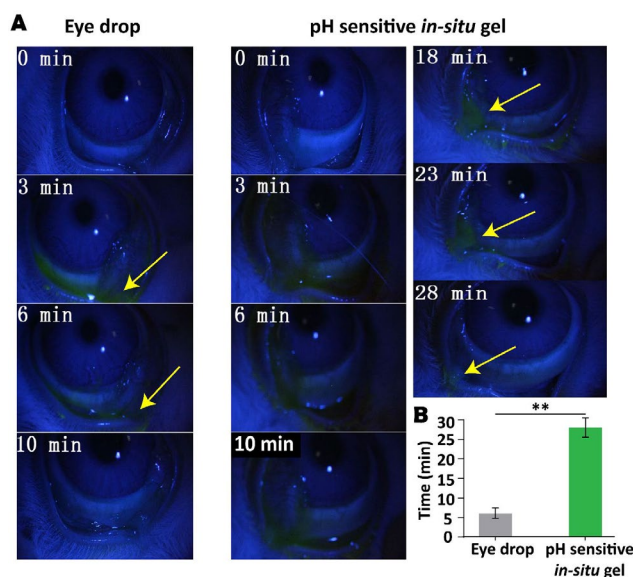 A
Eye drop
pH sensitive in-situ gel
0 min
3 min
6 min
10 min
0 min
3 min
6 min
10 min
18 min
23 min
28 min
B
**
30
25
20
15
10
5
0
Time (min)
Eye drop
pH sensitive
in-situ gel